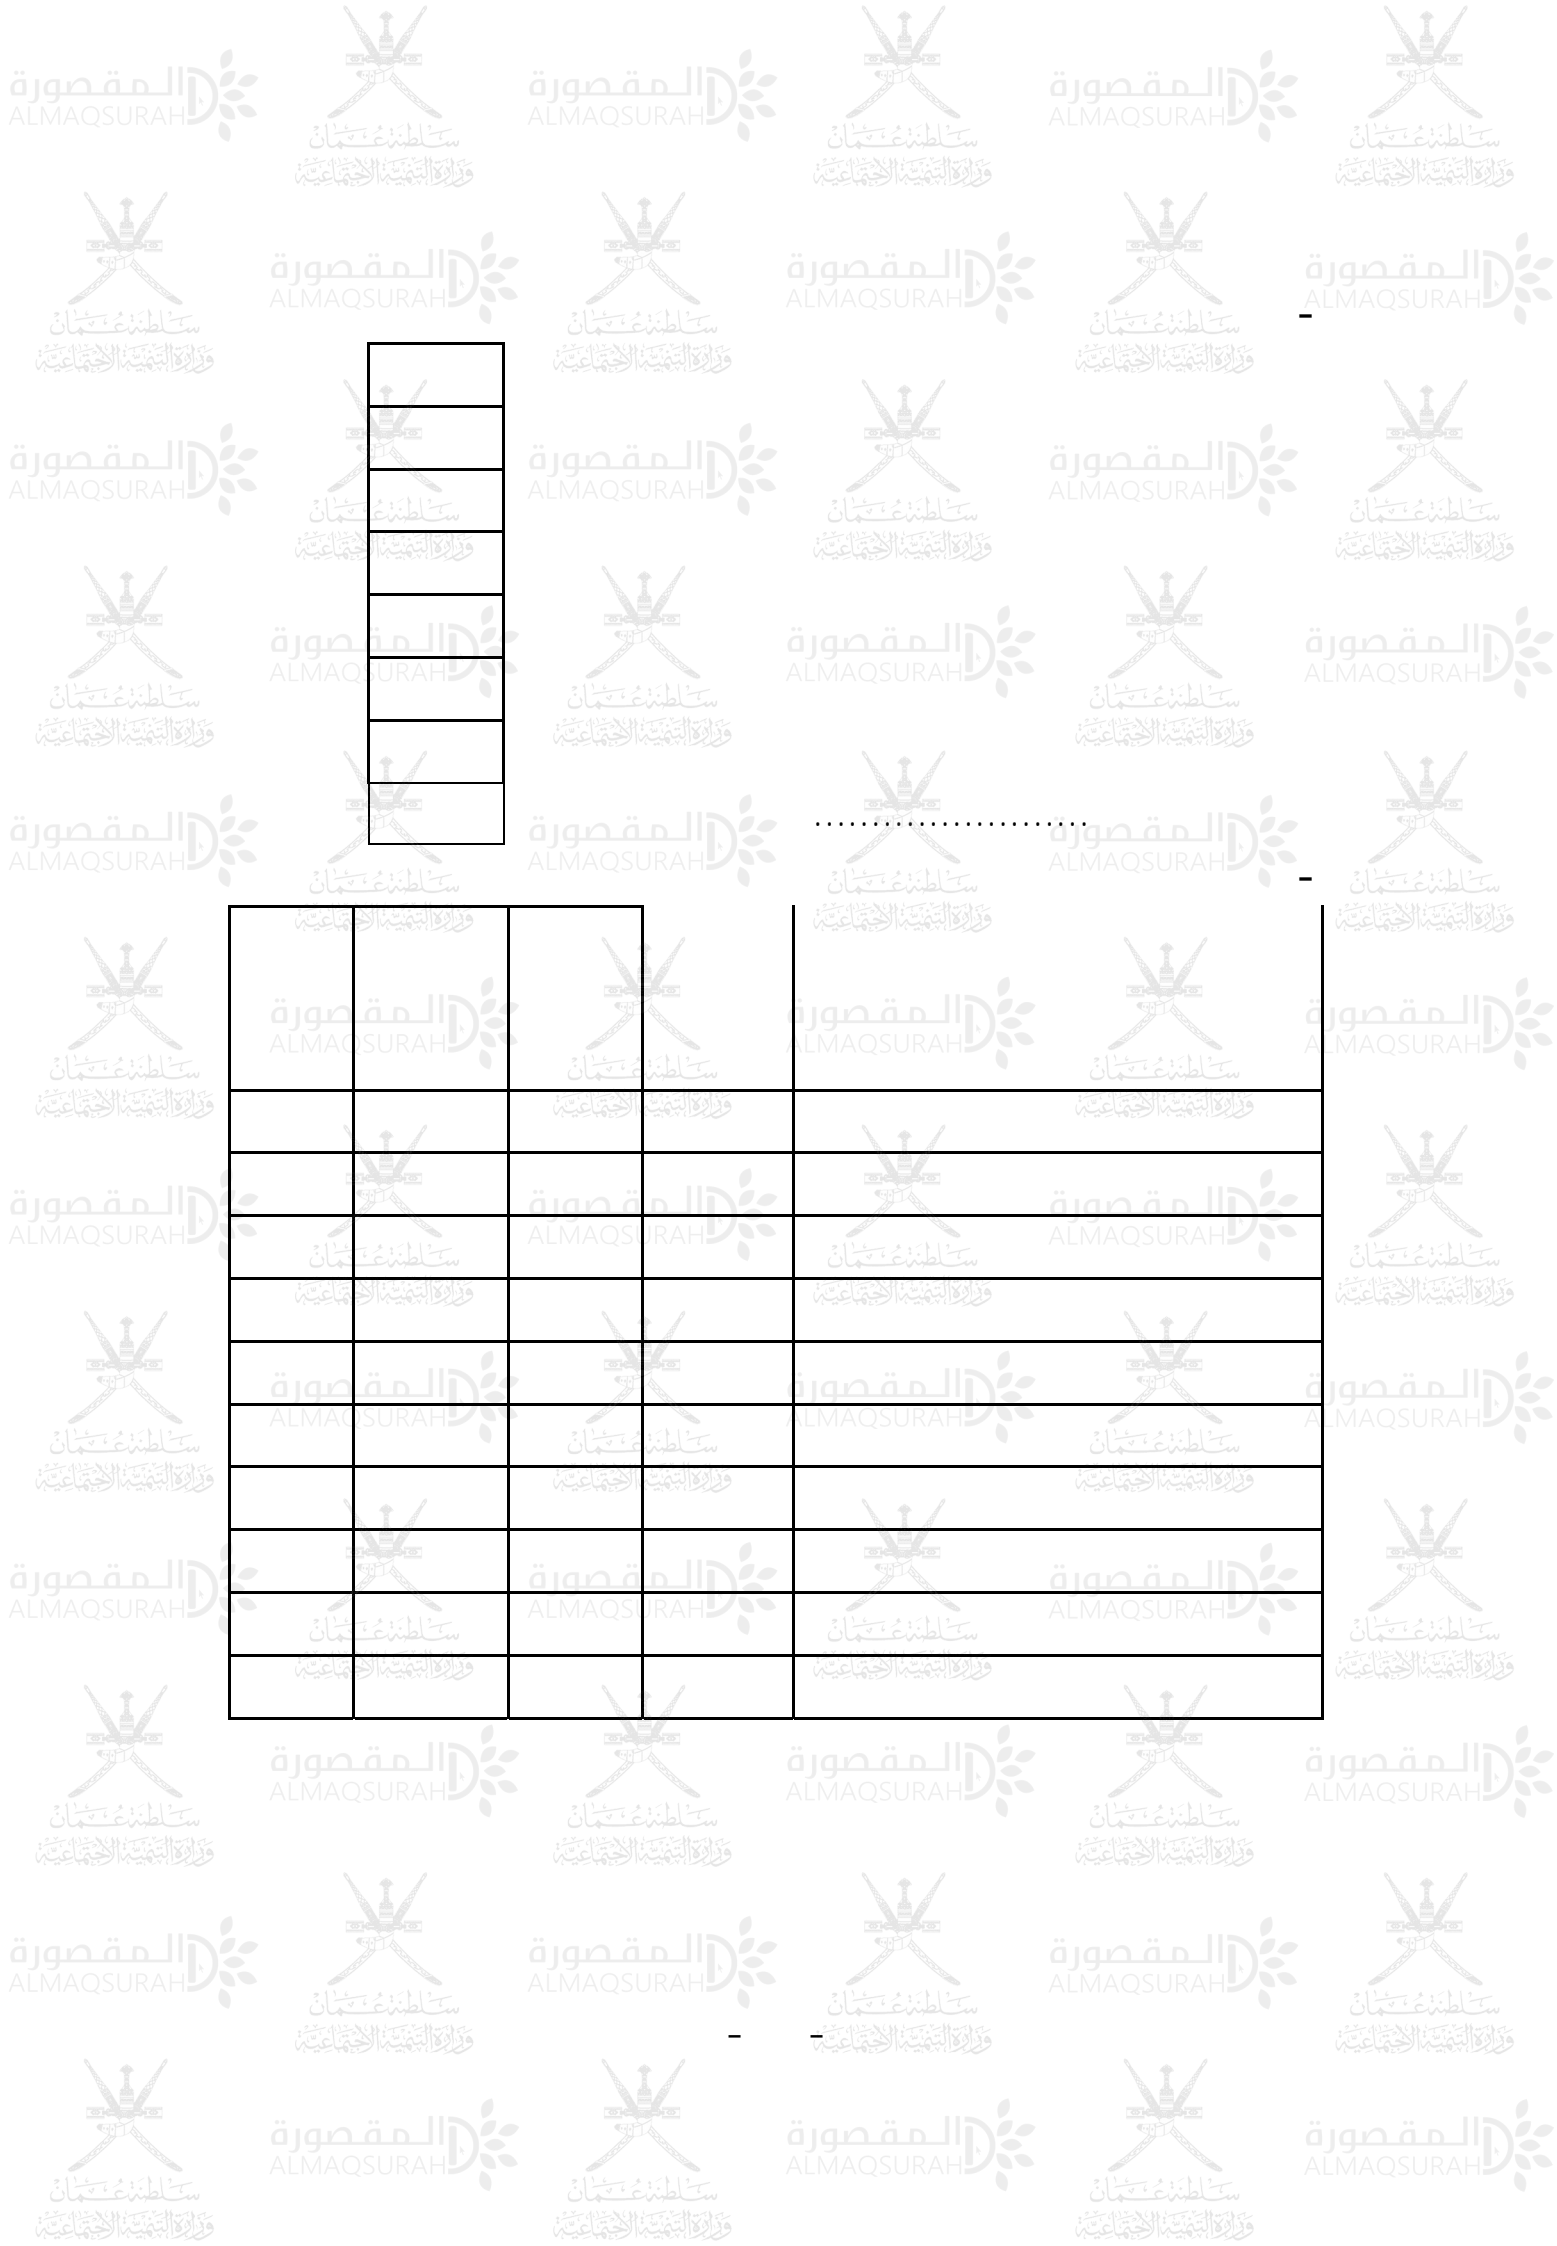 المقصورة
ALMAQSURAH
سلطنة عمان
وزارة التنمية الاجتماعية
-
.......................
-
- -